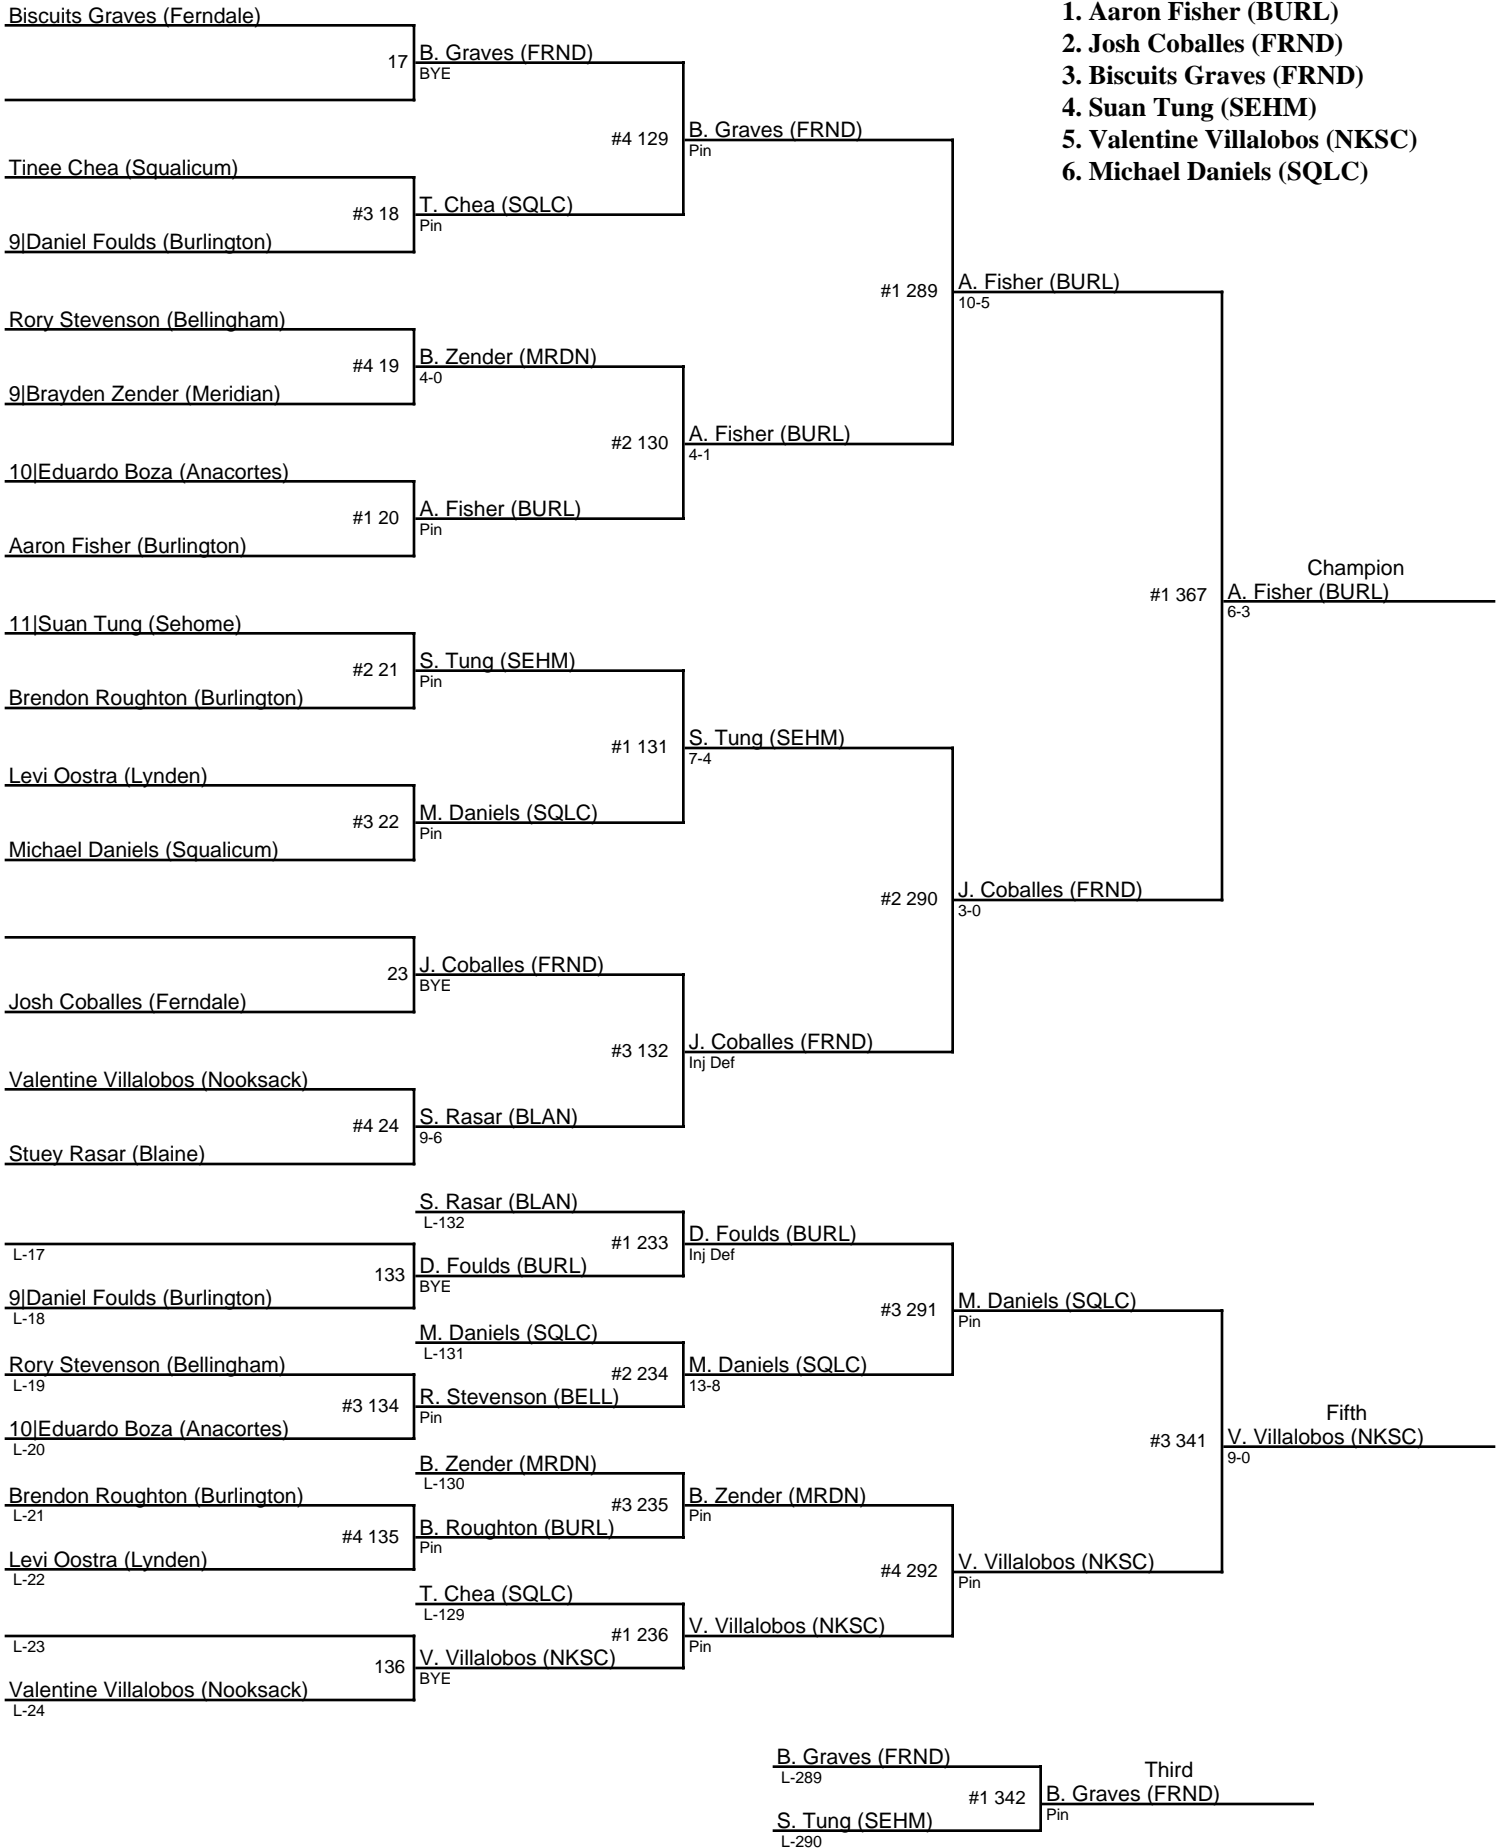 1. Aaron Fisher (BURL)
2. Josh Coballes (FRND)
3. Biscuits Graves (FRND)
4. Suan Tung (SEHM)
5. Valentine Villalobos (NKSC)
6. Michael Daniels (SQLC)
Biscuits Graves (Ferndale)
17
B. Graves (FRND)
BYE
#4 129
B. Graves (FRND)
Pin
Tinee Chea (Squalicum)
#3 18
T. Chea (SQLC)
Pin
9|Daniel Foulds (Burlington)
#1 289
A. Fisher (BURL)
10-5
Rory Stevenson (Bellingham)
#4 19
B. Zender (MRDN)
4-0
9|Brayden Zender (Meridian)
#2 130
A. Fisher (BURL)
4-1
10|Eduardo Boza (Anacortes)
#1 20
A. Fisher (BURL)
Pin
Aaron Fisher (Burlington)
Champion
#1 367
A. Fisher (BURL)
6-3
11|Suan Tung (Sehome)
#2 21
S. Tung (SEHM)
Pin
Brendon Roughton (Burlington)
#1 131
S. Tung (SEHM)
7-4
Levi Oostra (Lynden)
#3 22
M. Daniels (SQLC)
Pin
Michael Daniels (Squalicum)
#2 290
J. Coballes (FRND)
3-0
23
J. Coballes (FRND)
BYE
Josh Coballes (Ferndale)
#3 132
J. Coballes (FRND)
Inj Def
Valentine Villalobos (Nooksack)
#4 24
S. Rasar (BLAN)
9-6
Stuey Rasar (Blaine)
S. Rasar (BLAN)
L-132
#1 233
D. Foulds (BURL)
Inj Def
L-17
133
D. Foulds (BURL)
BYE
9|Daniel Foulds (Burlington)
L-18
#3 291
M. Daniels (SQLC)
Pin
M. Daniels (SQLC)
L-131
#2 234
M. Daniels (SQLC)
13-8
Rory Stevenson (Bellingham)
L-19
#3 134
R. Stevenson (BELL)
Pin
10|Eduardo Boza (Anacortes)
L-20
Fifth
#3 341
V. Villalobos (NKSC)
9-0
B. Zender (MRDN)
L-130
#3 235
B. Zender (MRDN)
Pin
Brendon Roughton (Burlington)
L-21
#4 135
B. Roughton (BURL)
Pin
Levi Oostra (Lynden)
L-22
#4 292
V. Villalobos (NKSC)
Pin
T. Chea (SQLC)
L-129
#1 236
V. Villalobos (NKSC)
Pin
L-23
136
V. Villalobos (NKSC)
BYE
Valentine Villalobos (Nooksack)
L-24
B. Graves (FRND)
L-289
Third
#1 342
B. Graves (FRND)
Pin
S. Tung (SEHM)
L-290